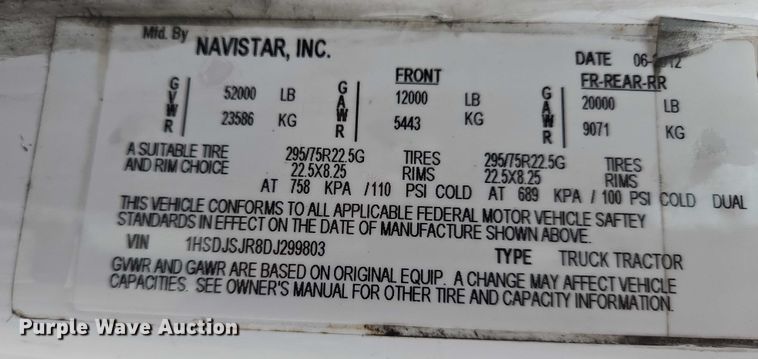 Mfd. By NAVISTAR, INC. DATE 06- 12
FRONT FR-REAR-RR
GVWR 52000 LB GAWR 12000 LB GAWR 20000 LB
23586 KG 5443 KG 9071 KG
A SUITABLE TIRE 295/75R22.5G TIRES 295/75R22.5G TIRES
AND RIM CHOICE 22.5X8.25 RIMS 22.5X8.25 RIMS
AT 758 KPA /110 PSI COLD AT 689 KPA / 100 PSI COLD DUAL
THIS VEHICLE CONFORMS TO ALL APPLICABLE FEDERAL MOTOR VEHICLE SAFTEY
STANDARDS IN EFFECT ON THE DATE OF MANUFACTURE SHOWN ABOVE.
VIN 1HSDJSJR8DJ299803 TYPE TRUCK TRACTOR
GVWR AND GAWR ARE BASED ON ORIGINAL EQUIP. A CHANGE MAY AFFECT VEHICLE
CAPACITIES. SEE OWNER'S MANUAL FOR OTHER TIRE AND CAPACITY INFORMATION.
Purple Wave Auction